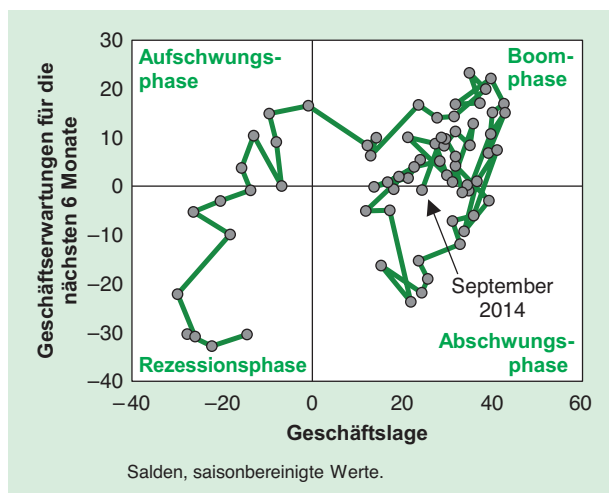 Geschäftserwartungen für die
nächsten 6 Monate
30
20
10
0
−10
−20
−30
−40
Aufschwungs-
phase
Boom-
phase
September
2014
Rezessionsphase
Abschwungs-
phase
−40
−20
0
20
40
60
Geschäftslage
Salden, saisonbereinigte Werte.